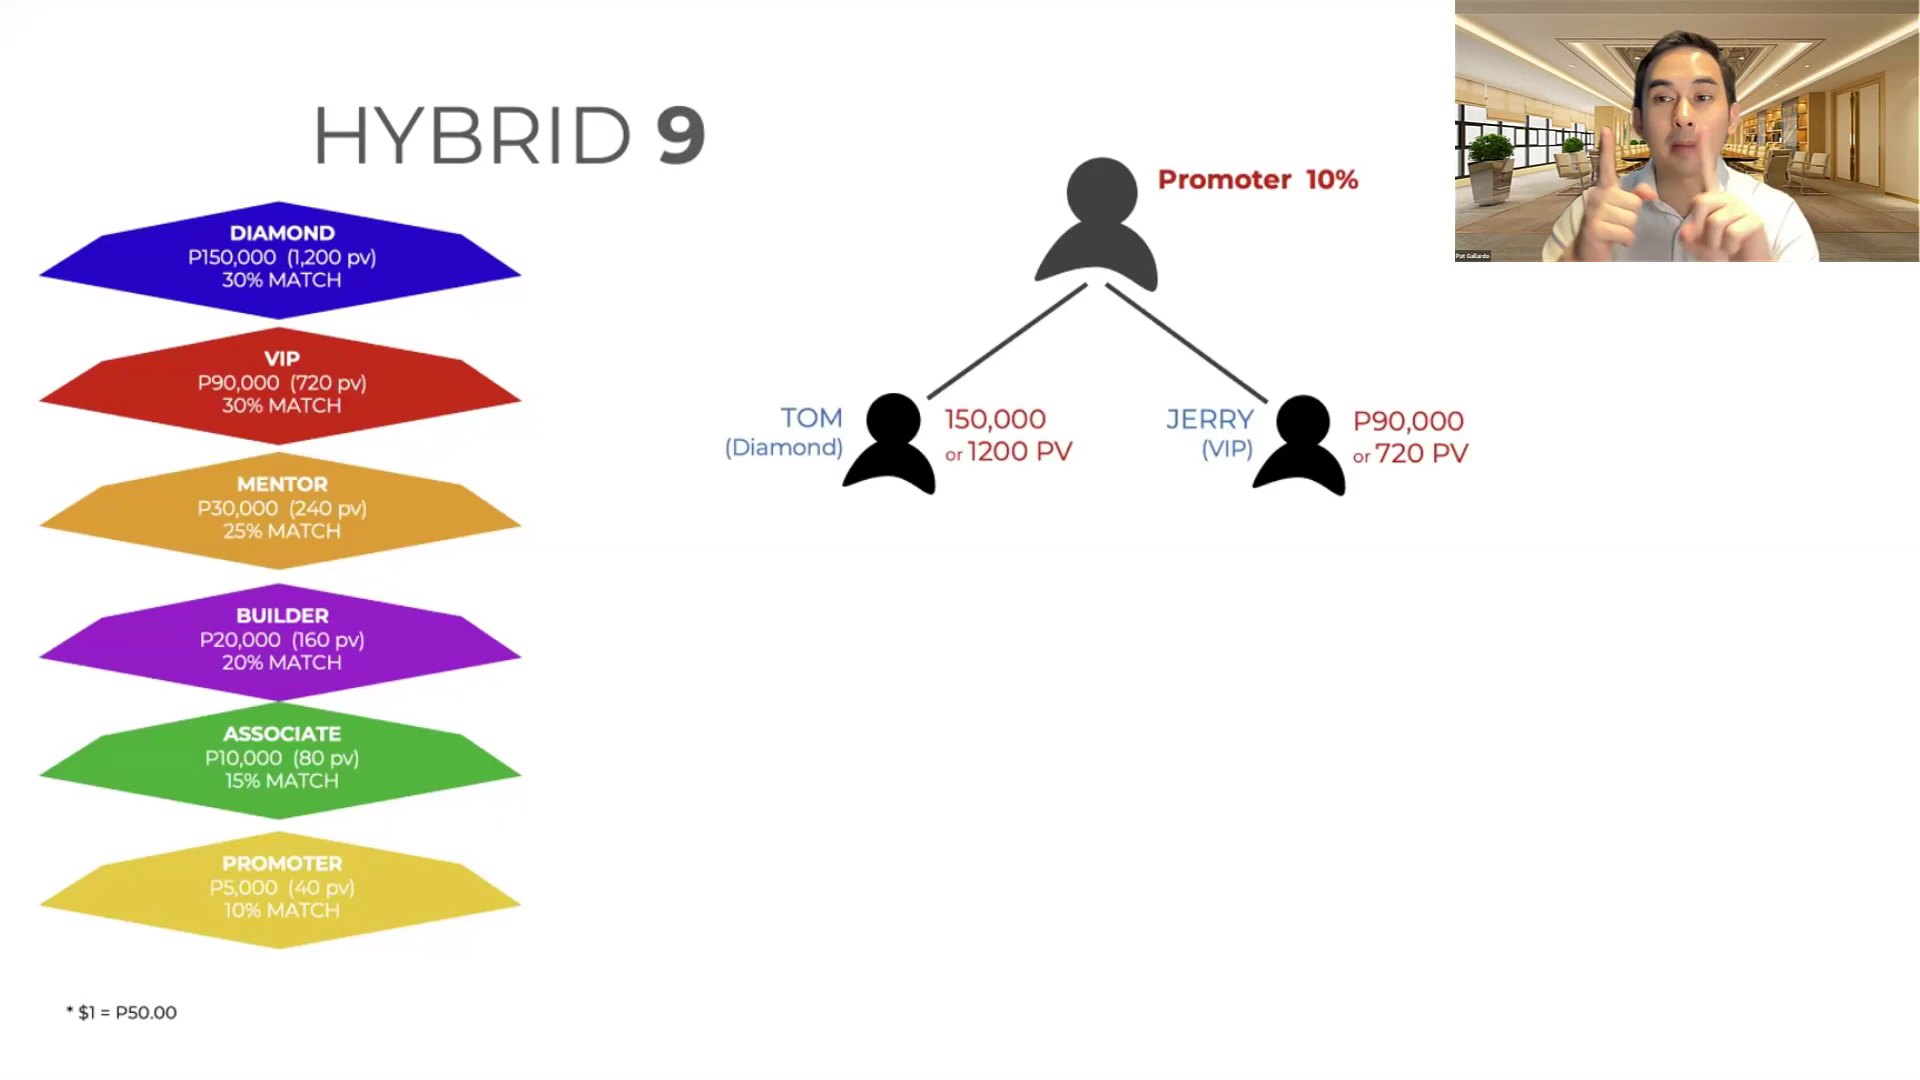 HYBRID 9
DIAMOND
P150,000 (1,200 pv)
30% MATCH
VIP
P90,000 (720 pv)
30% MATCH
MENTOR
P30,000 (240 pv)
25% MATCH
BUILDER
P20,000 (160 pv)
20% MATCH
ASSOCIATE
P10,000 (80 pv)
15% MATCH
PROMOTER
P5,000 (40 pv)
10% MATCH
* $1 = P50.00
Promoter 10%
TOM
(Diamond)
150,000
or 1200 PV
JERRY
(VIP)
P90,000
or 720 PV
Pat Gallardo